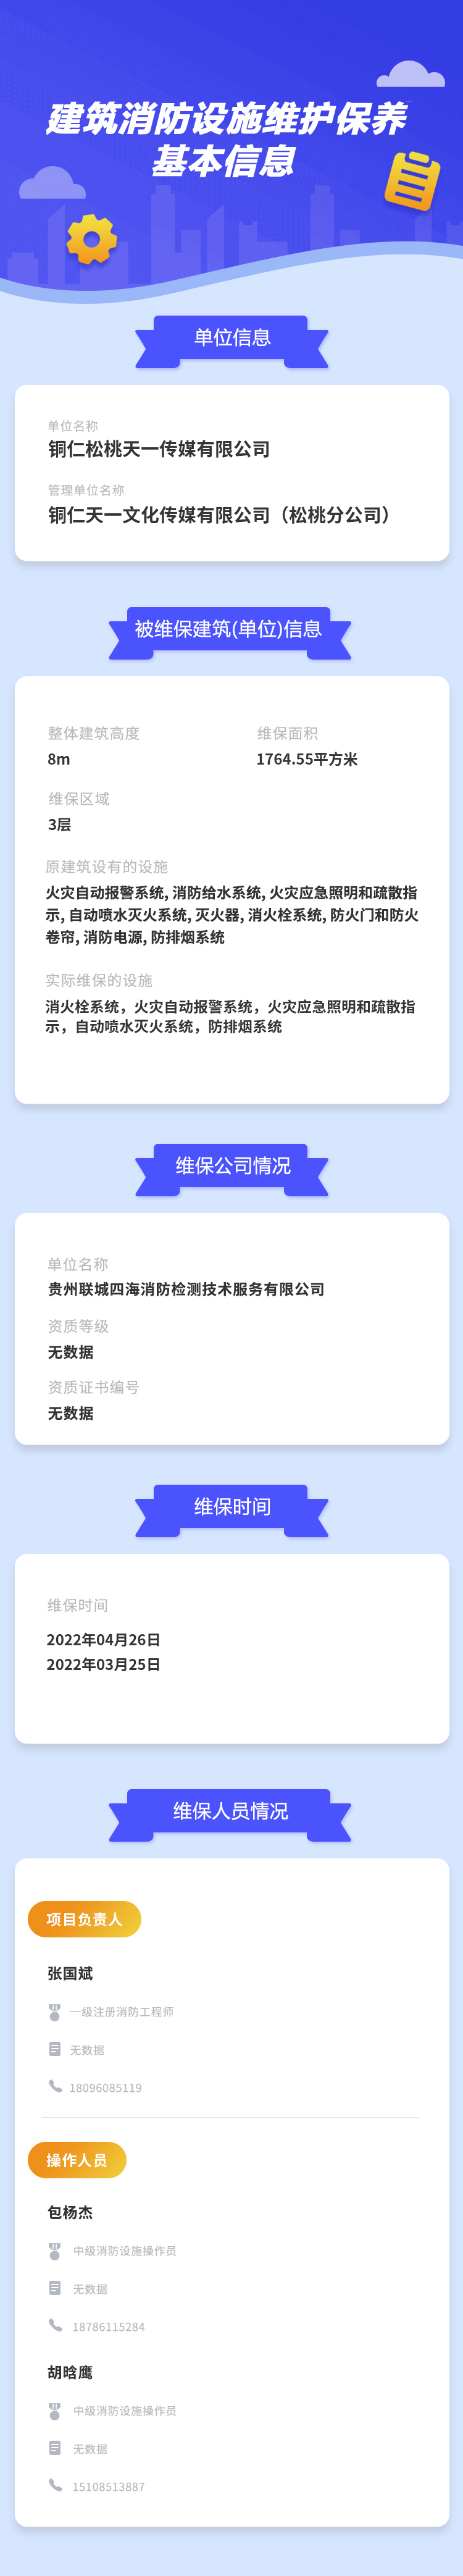 建筑消防设施维护保养
基本信息
单位信息
单位名称
铜仁松桃天一传媒有限公司
管理单位名称
铜仁天一文化传媒有限公司（松桃分公司）
被维保建筑(单位)信息
整体建筑高度
维保面积
8m
1764.55平方米
维保区域
3层
原建筑设有的设施
火灾自动报警系统, 消防给水系统, 火灾应急照明和疏散指
示, 自动喷水灭火系统, 灭火器, 消火栓系统, 防火门和防火
卷帘, 消防电源, 防排烟系统
实际维保的设施
消火栓系统，火灾自动报警系统，火灾应急照明和疏散指
示，自动喷水灭火系统，防排烟系统
维保公司情况
单位名称
贵州联城四海消防检测技术服务有限公司
资质等级
无数据
资质证书编号
无数据
维保时间
维保时间
2022年04月26日
2022年03月25日
维保人员情况
项目负责人
张国斌
一级注册消防工程师
无数据
18096085119
操作人员
包杨杰
中级消防设施操作员
无数据
18786115284
胡晗鹰
中级消防设施操作员
无数据
15108513887